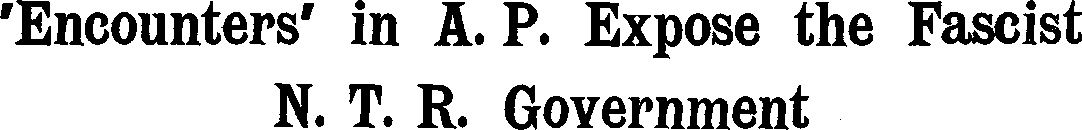 'Encounters' in A. P. Expose the Fascist
N. T. R. Government